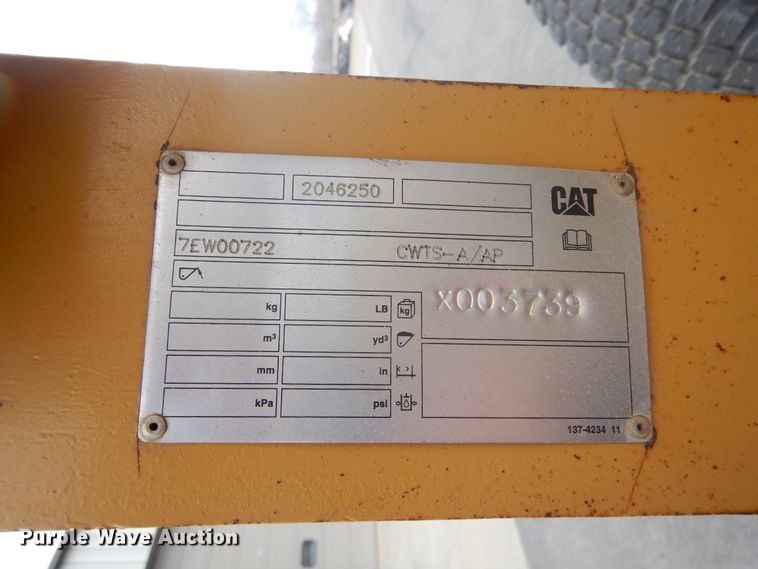 2046250
CAT
7EW00722 CWTS-A/AP
X003739
kg LB kg
m³ yd³
mm in
kPa psi
137-4234 11
Purple Wave Auction